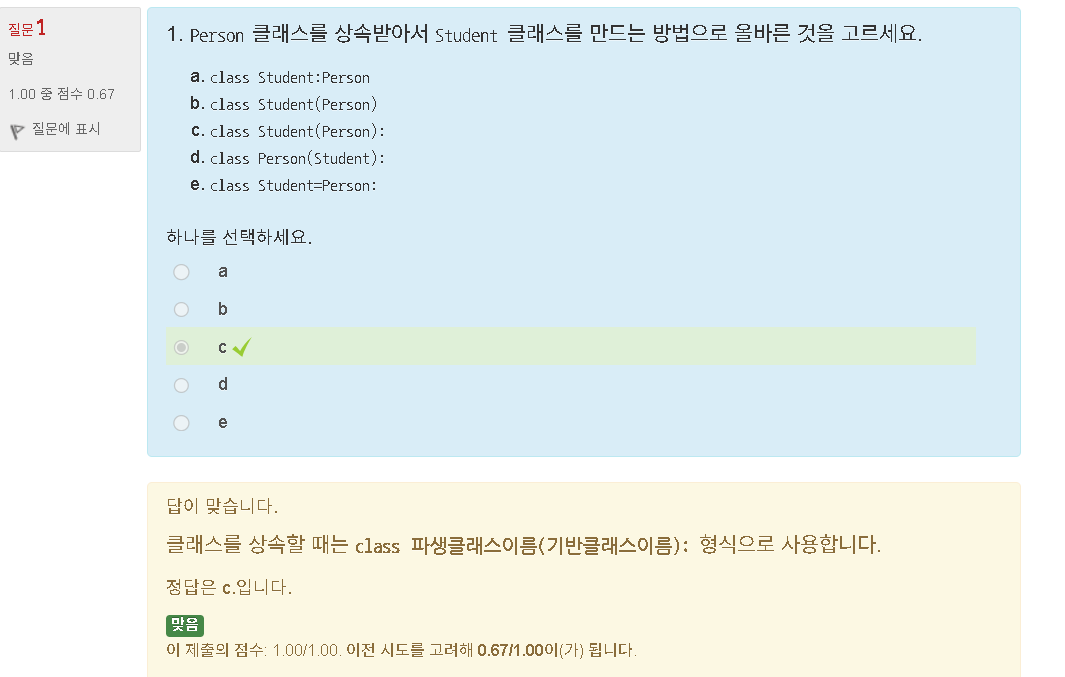 질문 1
맞음
1.00 중 점수 0.67
질문에 표시
1. Person 클래스를 상속받아서 Student 클래스를 만드는 방법으로 올바른 것을 고르세요.
a. class Student:Person
b. class Student(Person)
c. class Student(Person):
d. class Person(Student):
e. class Student=Person:
하나를 선택하세요.
a
b
c
d
e
답이 맞습니다.
클래스를 상속할 때는 class 파생클래스이름(기반클래스이름): 형식으로 사용합니다.
정답은 c.입니다.
맞음
이 제출의 점수: 1.00/1.00. 이전 시도를 고려해 0.67/1.00이(가) 됩니다.